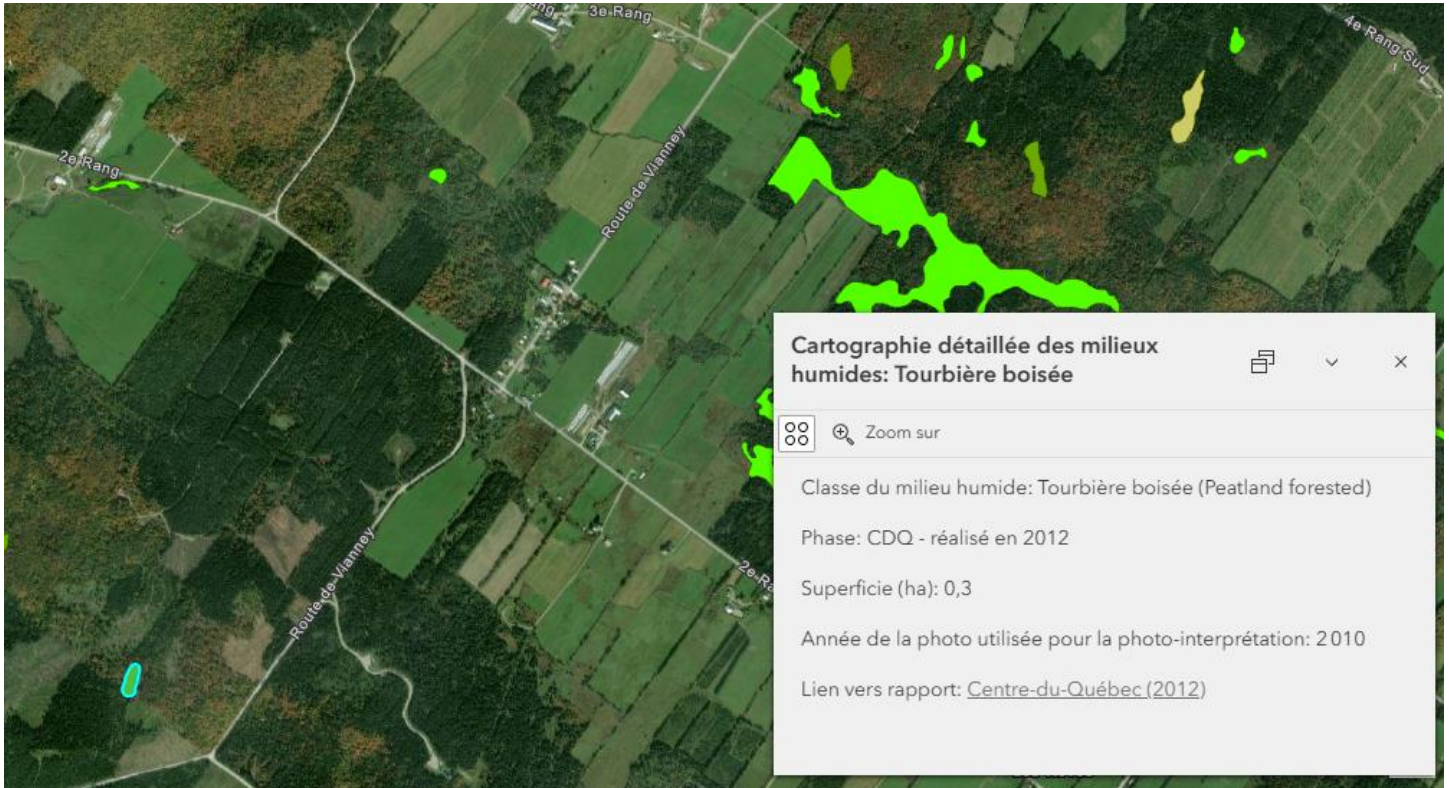 3e Rang
4e Rang Sud
2e Rang
Route-de-Vianney
Route-de-Vianney
2e Ra
Cartographie détaillée des milieux
humides: Tourbière boisée
Zoom sur
Classe du milieu humide: Tourbière boisée (Peatland forested)
Phase: CDQ - réalisé en 2012
Superficie (ha): 0,3
Année de la photo utilisée pour la photo-interprétation: 2010
Lien vers rapport: Centre-du-Québec (2012)